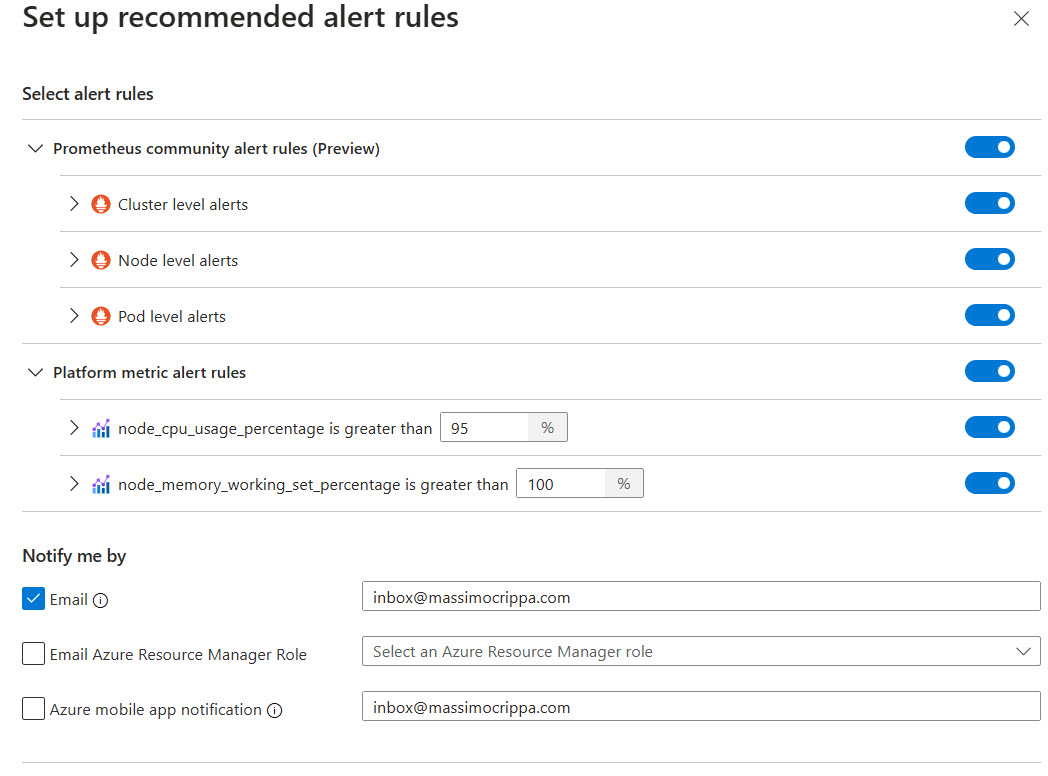 Set up recommended alert rules
Select alert rules
Prometheus community alert rules (Preview)
Cluster level alerts
Node level alerts
Pod level alerts
Platform metric alert rules
node_cpu_usage_percentage is greater than 95 %
node_memory_working_set_percentage is greater than 100 %
Notify me by
Email inbox@massimocrippa.com
Email Azure Resource Manager Role Select an Azure Resource Manager role
Azure mobile app notification inbox@massimocrippa.com